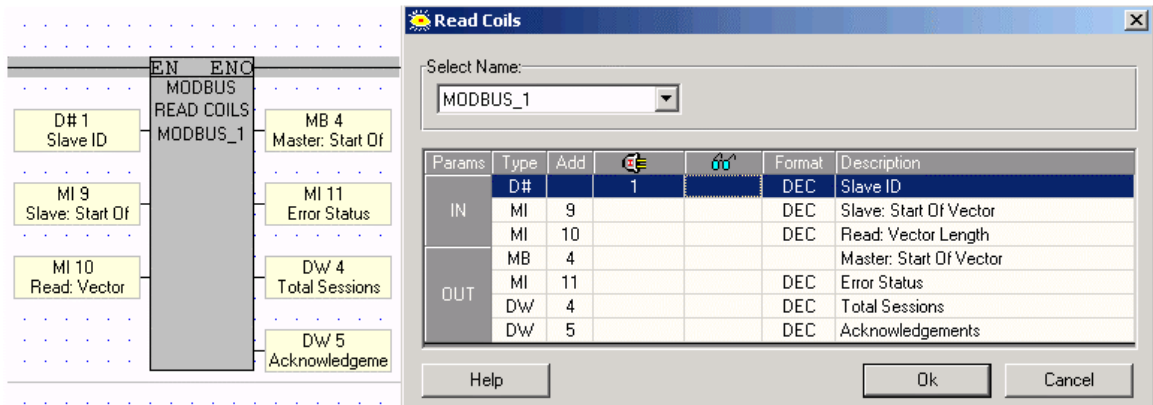 EN ENO
MODBUS
READ COILS
MODBUS_1
D# 1
Slave ID
MI 9
Slave: Start Of
MI 10
Read: Vector
MB 4
Master: Start Of
MI 11
Error Status
DW 4
Total Sessions
DW 5
Acknowledgeme
Read Coils
Select Name:
MODBUS_1
Params Type Add Format Description
IN
D# 1 DEC Slave ID
MI 9 DEC Slave: Start Of Vector
MI 10 DEC Read: Vector Length
OUT
MB 4 Master: Start Of Vector
MI 11 DEC Error Status
DW 4 DEC Total Sessions
DW 5 DEC Acknowledgements
Help Ok Cancel